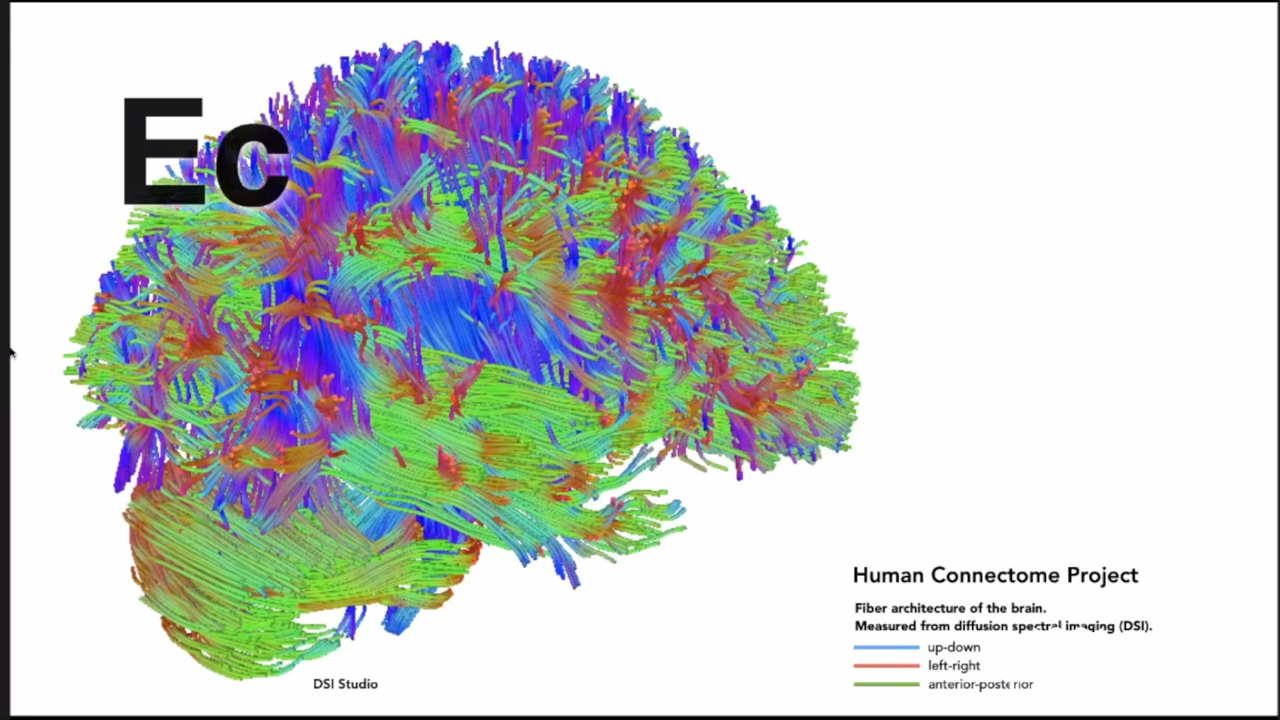 Ec
Human Connectome Project
Fiber architecture of the brain.
Measured from diffusion spectral imaging (DSI).
up-down
left-right
anterior-posterior
DSI Studio